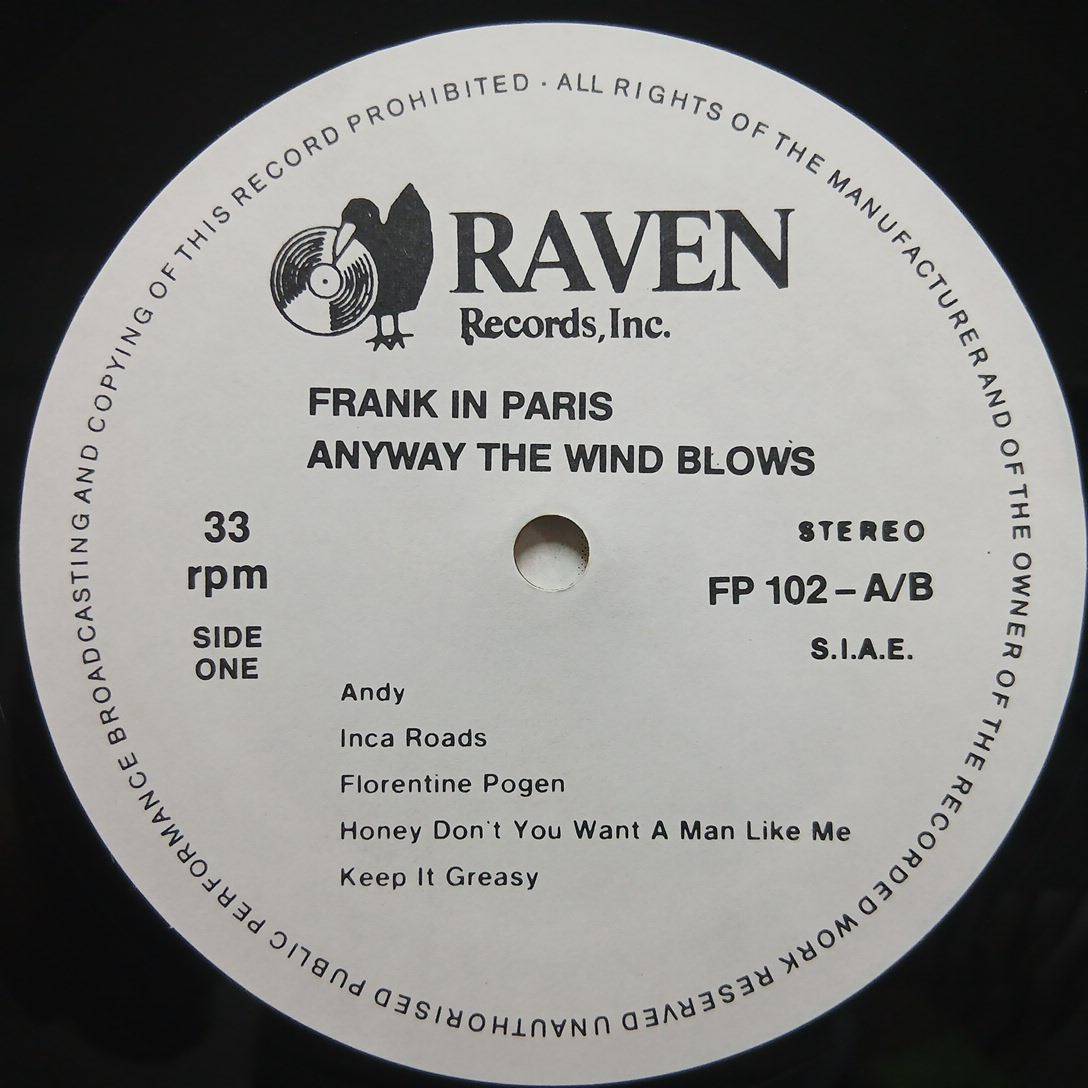 ALL RIGHTS OF THE MANUFACTURER AND OF THE OWNER OF THE RECORDED WORK RESERVED UNAUTHORISED PUBLIC PERFORMANCE BROADCASTING AND COPYING OF THIS RECORD PROHIBITED ·
RAVEN
Records, Inc.
FRANK IN PARIS
ANYWAY THE WIND BLOWS
33
rpm
SIDE
ONE
STEREO
FP 102 – A/B
S.I.A.E.
Andy
Inca Roads
Florentine Pogen
Honey Don't You Want A Man Like Me
Keep It Greasy